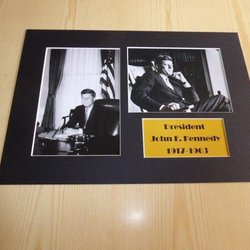 President
John F. Kennedy
1917-1963